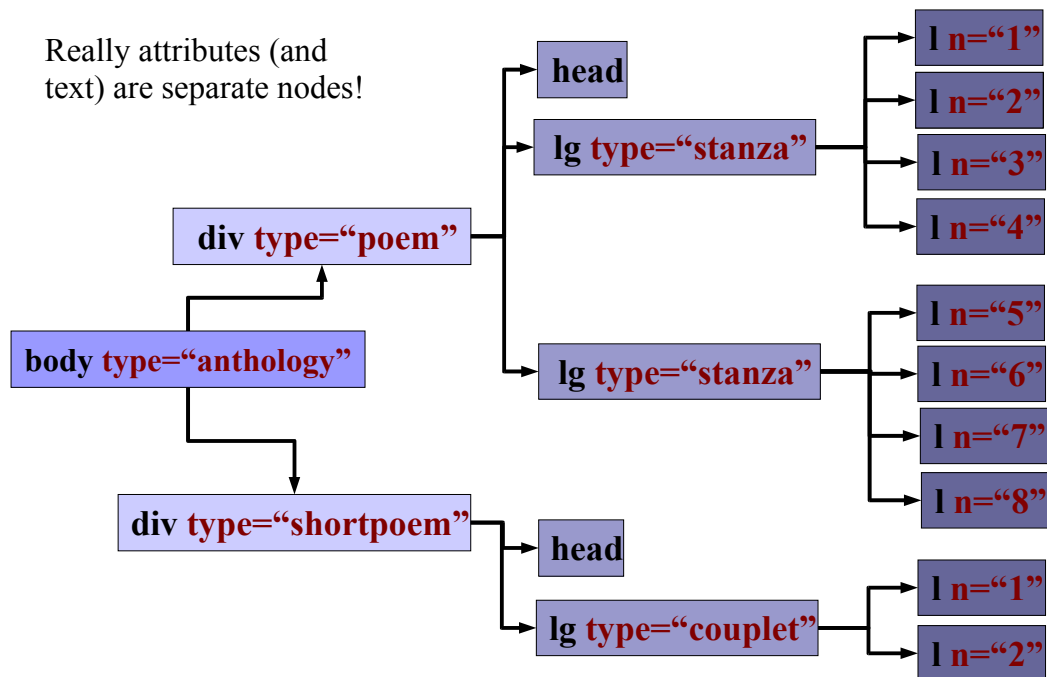 Really attributes (and
text) are separate nodes!
body type=“anthology”
div type=“poem”
head
lg type=“stanza”
l n=“1”
l n=“2”
l n=“3”
l n=“4”
lg type=“stanza”
l n=“5”
l n=“6”
l n=“7”
l n=“8”
div type=“shortpoem”
head
lg type=“couplet”
l n=“1”
l n=“2”